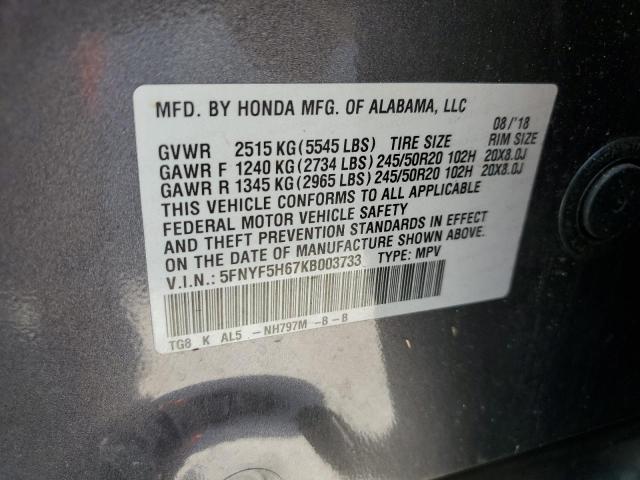 MFD. BY HONDA MFG. OF ALABAMA, LLC
08/'18
GVWR 2515 KG (5545 LBS) TIRE SIZE RIM SIZE
GAWR F 1240 KG (2734 LBS) 245/50R20 102H 20X8.0J
GAWR R 1345 KG (2965 LBS) 245/50R20 102H 20X8.0J
THIS VEHICLE CONFORMS TO ALL APPLICABLE
FEDERAL MOTOR VEHICLE SAFETY
AND THEFT PREVENTION STANDARDS IN EFFECT
ON THE DATE OF MANUFACTURE SHOWN ABOVE.
V.I.N.: 5FNYF5H67KB003733 TYPE: MPV
TG8 K AL5 -NH797M -B-B